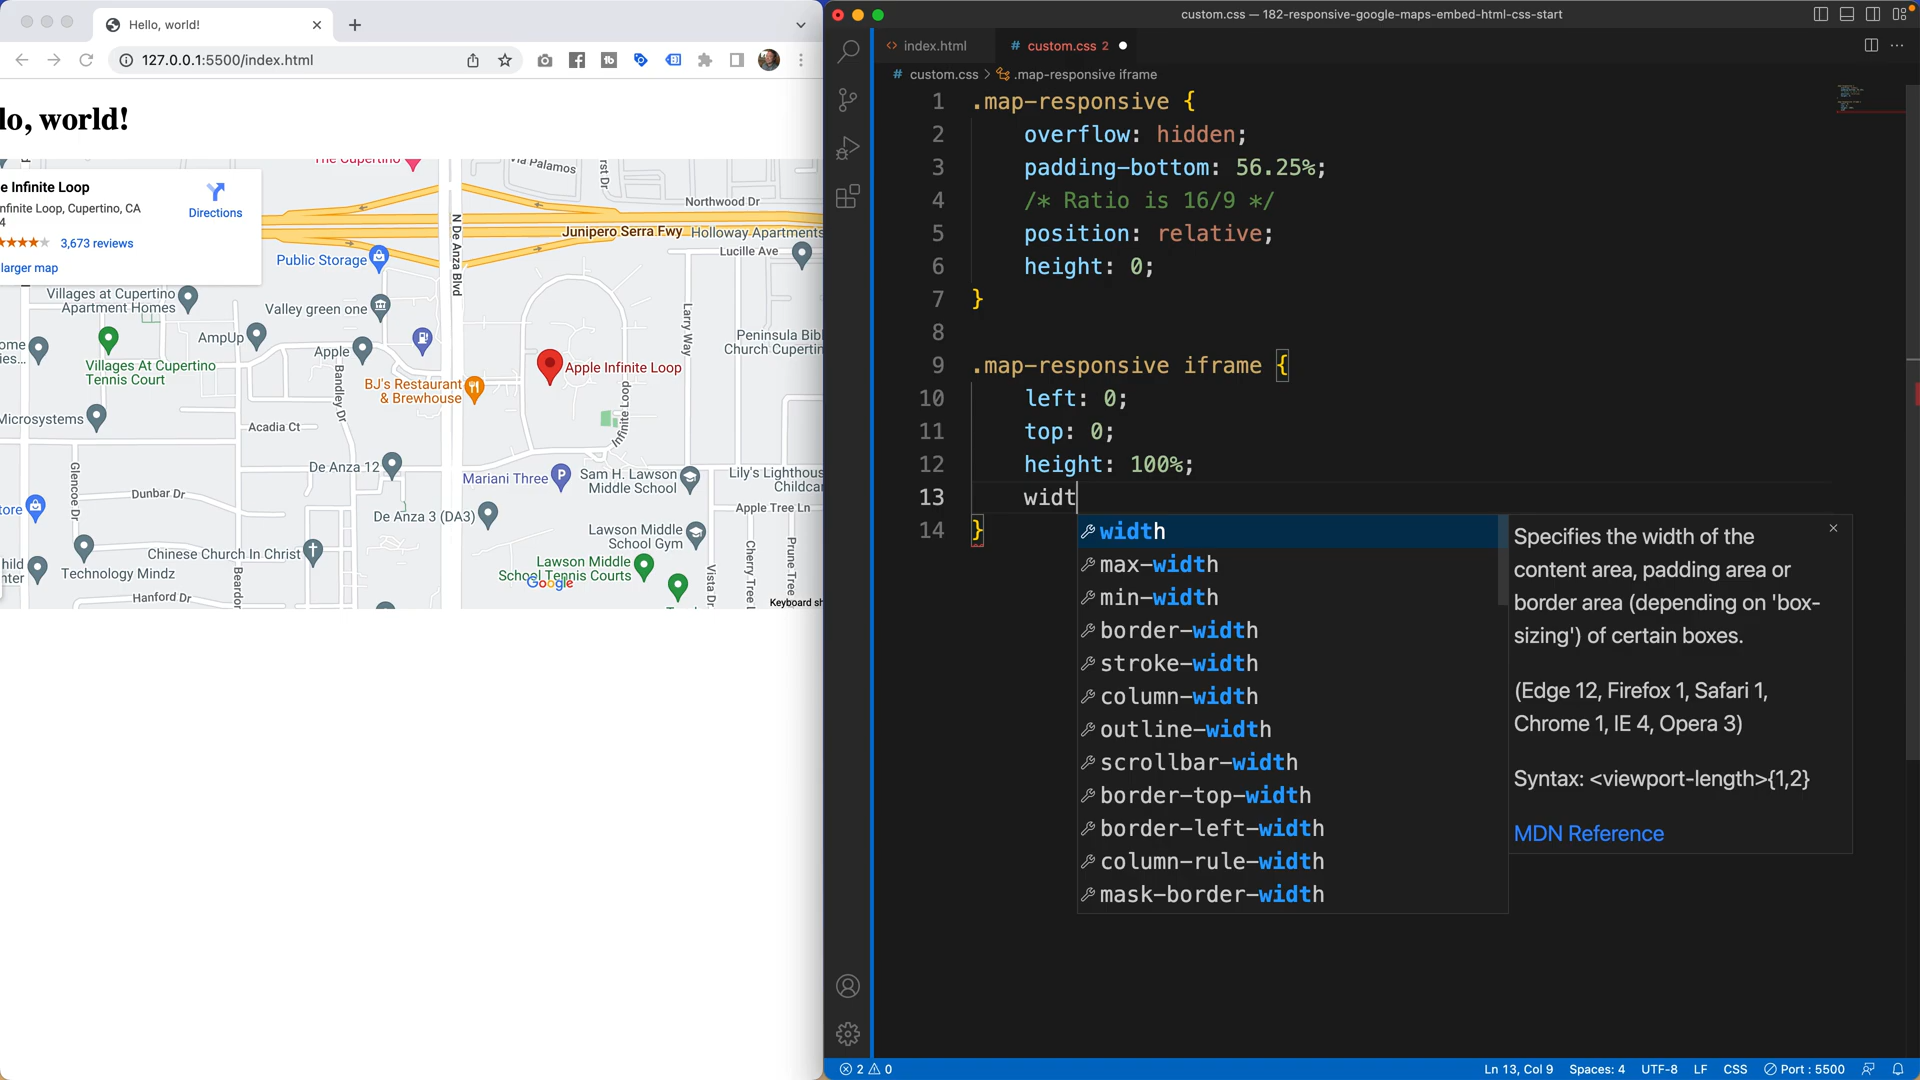 Hello, world!
127.0.0.1:5500/index.html
lo, world!
e Infinite Loop
nfinite Loop, Cupertino, CA
4
3,673 reviews
larger map
Directions
The Cupertino
Via Palamos
Northwood Dr
N De Anza Blvd
Junipero Serra Fwy
Holloway Apartments
Lucille Ave
Public Storage
Villages at Cupertino
Apartment Homes
Valley green one
Larry Way
AmpUp
Apple
Peninsula Bib
Church Cupertin
Villages At Cupertino
Tennis Court
Bandley Dr
BJ's Restaurant
& Brewhouse
Apple Infinite Loop
Infinite Loop
Microsystems
Acadia Ct
De Anza 12
Mariani Three
Sam H. Lawson
Middle School
Lily's Lighthous
Childcar
Glencoe Dr
Dunbar Dr
De Anza 3 (DA3)
Apple Tree Ln
Lawson Middle
School Gym
Chinese Church In Christ
Technology Mindz
Lawson Middle
School Tennis Courts
Google
Hanford Dr
Beardon
Vista Dr
Cherry Tree L
Prune Tree
Keyboard sh
custom.css — 182-responsive-google-maps-embed-html-css-start
<> index.html
# custom.css 2
# custom.css > .map-responsive iframe
1 .map-responsive {
2 overflow: hidden;
3 padding-bottom: 56.25%;
4 /* Ratio is 16/9 */
5 position: relative;
6 height: 0;
7 }
8
9 .map-responsive iframe {
10 left: 0;
11 top: 0;
12 height: 100%;
13 widt
14 }
width
max-width
min-width
border-width
stroke-width
column-width
outline-width
scrollbar-width
border-top-width
border-left-width
column-rule-width
mask-border-width
Specifies the width of the
content area, padding area or
border area (depending on 'box-
sizing') of certain boxes.
(Edge 12, Firefox 1, Safari 1,
Chrome 1, IE 4, Opera 3)
Syntax: <viewport-length>{1,2}
MDN Reference
2 0
Ln 13, Col 9 Spaces: 4 UTF-8 LF CSS Port : 5500